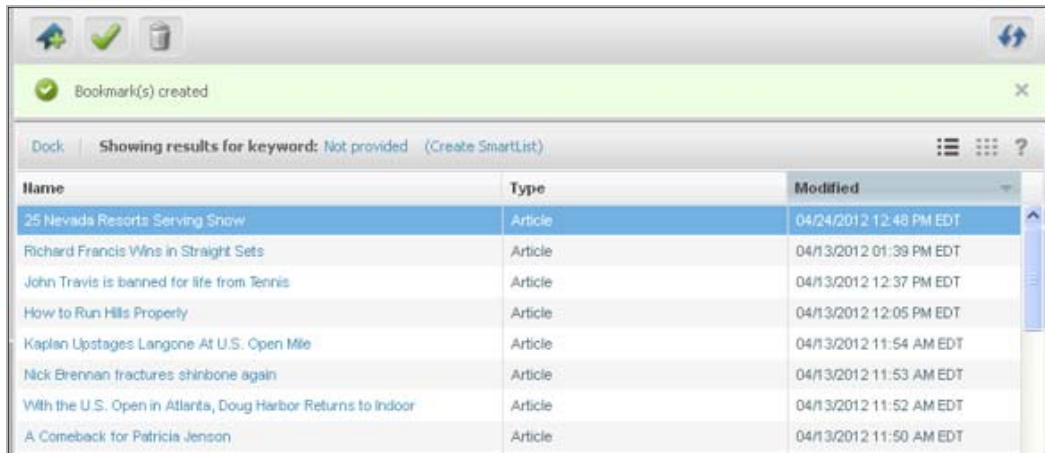 Bookmark(s) created
Dock Showing results for keyword: Not provided (Create SmartList) ?
Name Type Modified
25 Nevada Resorts Serving Snow Article 04/24/2012 12:48 PM EDT
Richard Francis Wins in Straight Sets Article 04/13/2012 01:39 PM EDT
John Travis is banned for life from Tennis Article 04/13/2012 12:37 PM EDT
How to Run Hills Properly Article 04/13/2012 12:05 PM EDT
Kaplan Upstages Langone At U.S. Open Mile Article 04/13/2012 11:54 AM EDT
Nick Brennan fractures shinbone again Article 04/13/2012 11:53 AM EDT
With the U.S. Open in Atlanta, Doug Harbor Returns to Indoor Article 04/13/2012 11:52 AM EDT
A Comeback for Patricia Jenson Article 04/13/2012 11:50 AM EDT